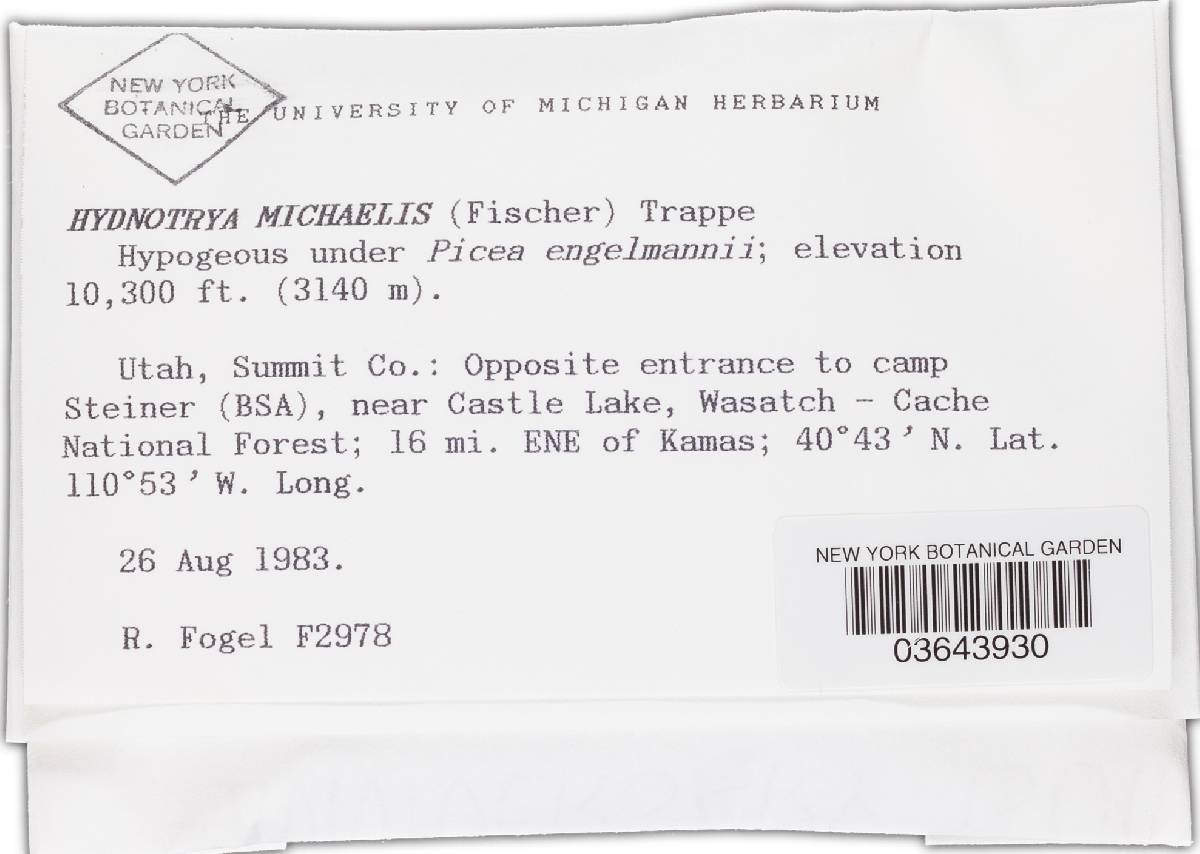 NEW YORK
BOTANICAL
GARDEN
THE UNIVERSITY OF MICHIGAN HERBARIUM
HYDNOTRYA MICHAELIS (Fischer) Trappe
Hypogeous under Picea engelmannii; elevation
10,300 ft. (3140 m).
Utah, Summit Co.: Opposite entrance to camp
Steiner (BSA), near Castle Lake, Wasatch - Cache
National Forest; 16 mi. ENE of Kamas; 40°43' N. Lat.
110°53' W. Long.
26 Aug 1983.
R. Fogel F2978
NEW YORK BOTANICAL GARDEN
03643930